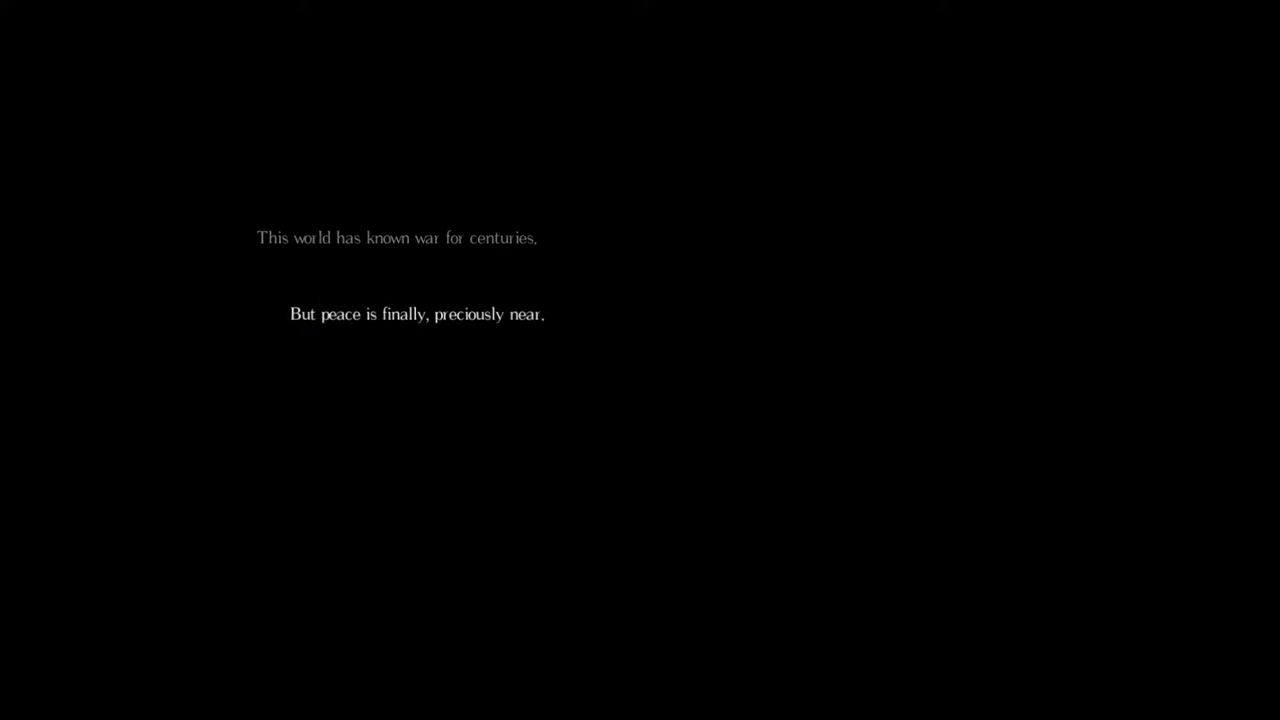 This world has known war for centuries.
But peace is finally, preciously near.